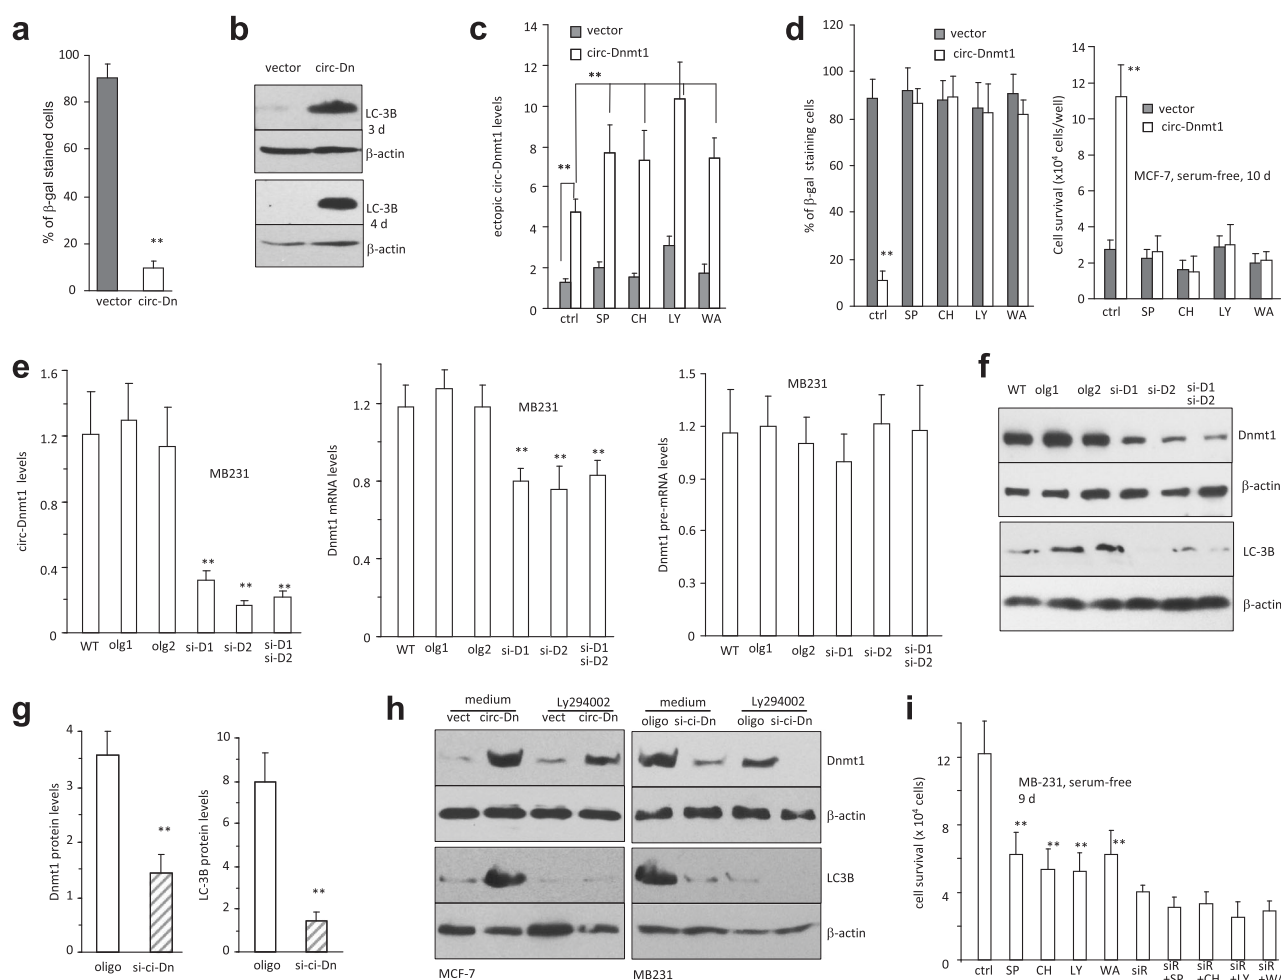 a
% of β-gal stained cells
100
80
60
40
20
0
**
vector
circ-Dn
b
vector circ-Dn
LC-3B
3 d
β-actin
LC-3B
4 d
β-actin
c
ectopic circ-Dnmt1 levels
14
12
10
8
6
4
2
0
vector
circ-Dnmt1
**
**
ctrl SP CH LY WA
d
% of β-gal staining cells
120
100
80
60
40
20
0
vector
circ-Dnmt1
**
ctrl SP CH LY WA
Cell survival (x10⁴ cells/well)
14
12
10
8
6
4
2
0
**
vector
circ-Dnmt1
MCF-7, serum-free, 10 d
ctrl SP CH LY WA
e
circ-Dnmt1 levels
1.6
1.2
0.8
0.4
0
MB231
** ** **
WT olg1 olg2 si-D1 si-D2 si-D1
si-D2
Dnmt1 mRNA levels
1.2
0.8
0.4
0
MB231
** ** **
WT olg1 olg2 si-D1 si-D2 si-D1
si-D2
Dnmt1 pre-mRNA levels
1.5
1.2
0.9
0.6
0.3
0
MB231
WT olg1 olg2 si-D1 si-D2 si-D1
si-D2
f
WT olg1 olg2 si-D1 si-D2 si-D1
si-D2
Dnmt1
β-actin
LC-3B
β-actin
g
Dnmt1 protein levels
4
3
2
1
0
**
oligo si-ci-Dn
LC-3B protein levels
10
8
6
4
2
0
**
oligo si-ci-Dn
h
medium Ly294002 medium Ly294002
vect circ-Dn vect circ-Dn oligo si-ci-Dn oligo si-ci-Dn
Dnmt1
β-actin
LC3B
β-actin
MCF-7 MB231
i
cell survival (x 10⁴ cells)
12
8
4
0
MB-231, serum-free
9 d
** ** ** **
ctrl SP CH LY WA siR siR siR siR siR
+SP +CH +LY +WA